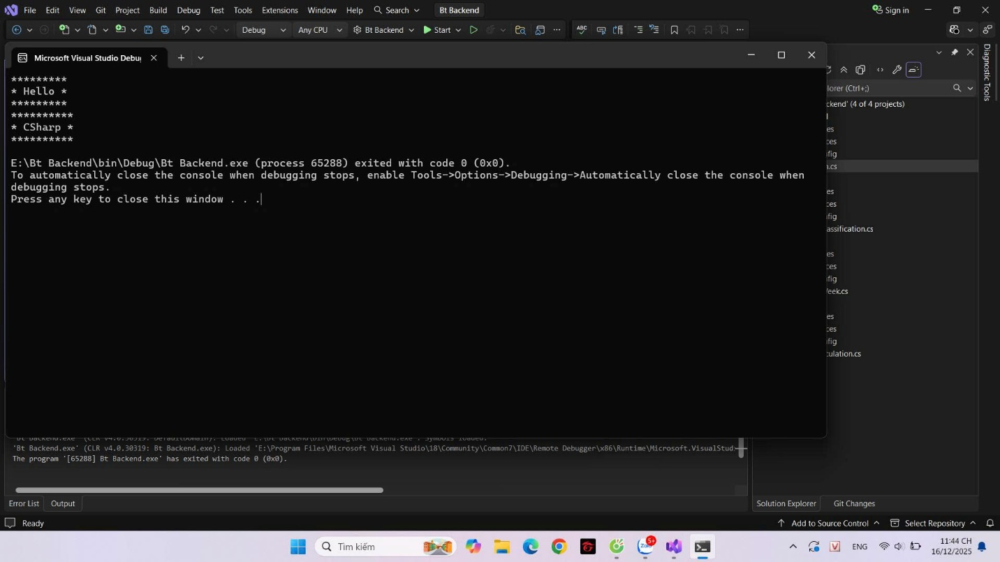 File Edit View Git Project Build Debug Test Tools Extensions Window Help Search Bt Backend Sign in
Debug Any CPU Bt Backend Start
Microsoft Visual Studio Debu
*********
* Hello *
*********
**********
* CSharp *
**********
E:\Bt Backend\bin\Debug\Bt Backend.exe (process 65288) exited with code 0 (0x0).
To automatically close the console when debugging stops, enable Tools->Options->Debugging->Automatically close the console when
debugging stops.
Press any key to close this window . . .
Diagnostic Tools
lorer (Ctrl+;)
ckend' (4 of 4 projects)
es
ces
fig
n.cs
es
ces
nfig
assification.cs
es
ces
nfig
Week.cs
es
ces
nfig
culation.cs
'Bt Backend.exe' (CLR v4.0.30319: DefaultDomain): Loaded 'E:\Bt Backend\bin\Debug\Bt Backend.exe'. Symbols loaded.
'Bt Backend.exe' (CLR v4.0.30319: Bt Backend.exe): Loaded 'E:\Program Files\Microsoft Visual Studio\18\Community\Common7\IDE\Remote Debugger\x86\Runtime\Microsoft.VisualStud
The program '[65288] Bt Backend.exe' has exited with code 0 (0x0).
Error List Output
Solution Explorer Git Changes
Ready Add to Source Control Select Repository
Tìm kiếm 5+ ENG 11:44 CH
16/12/2025